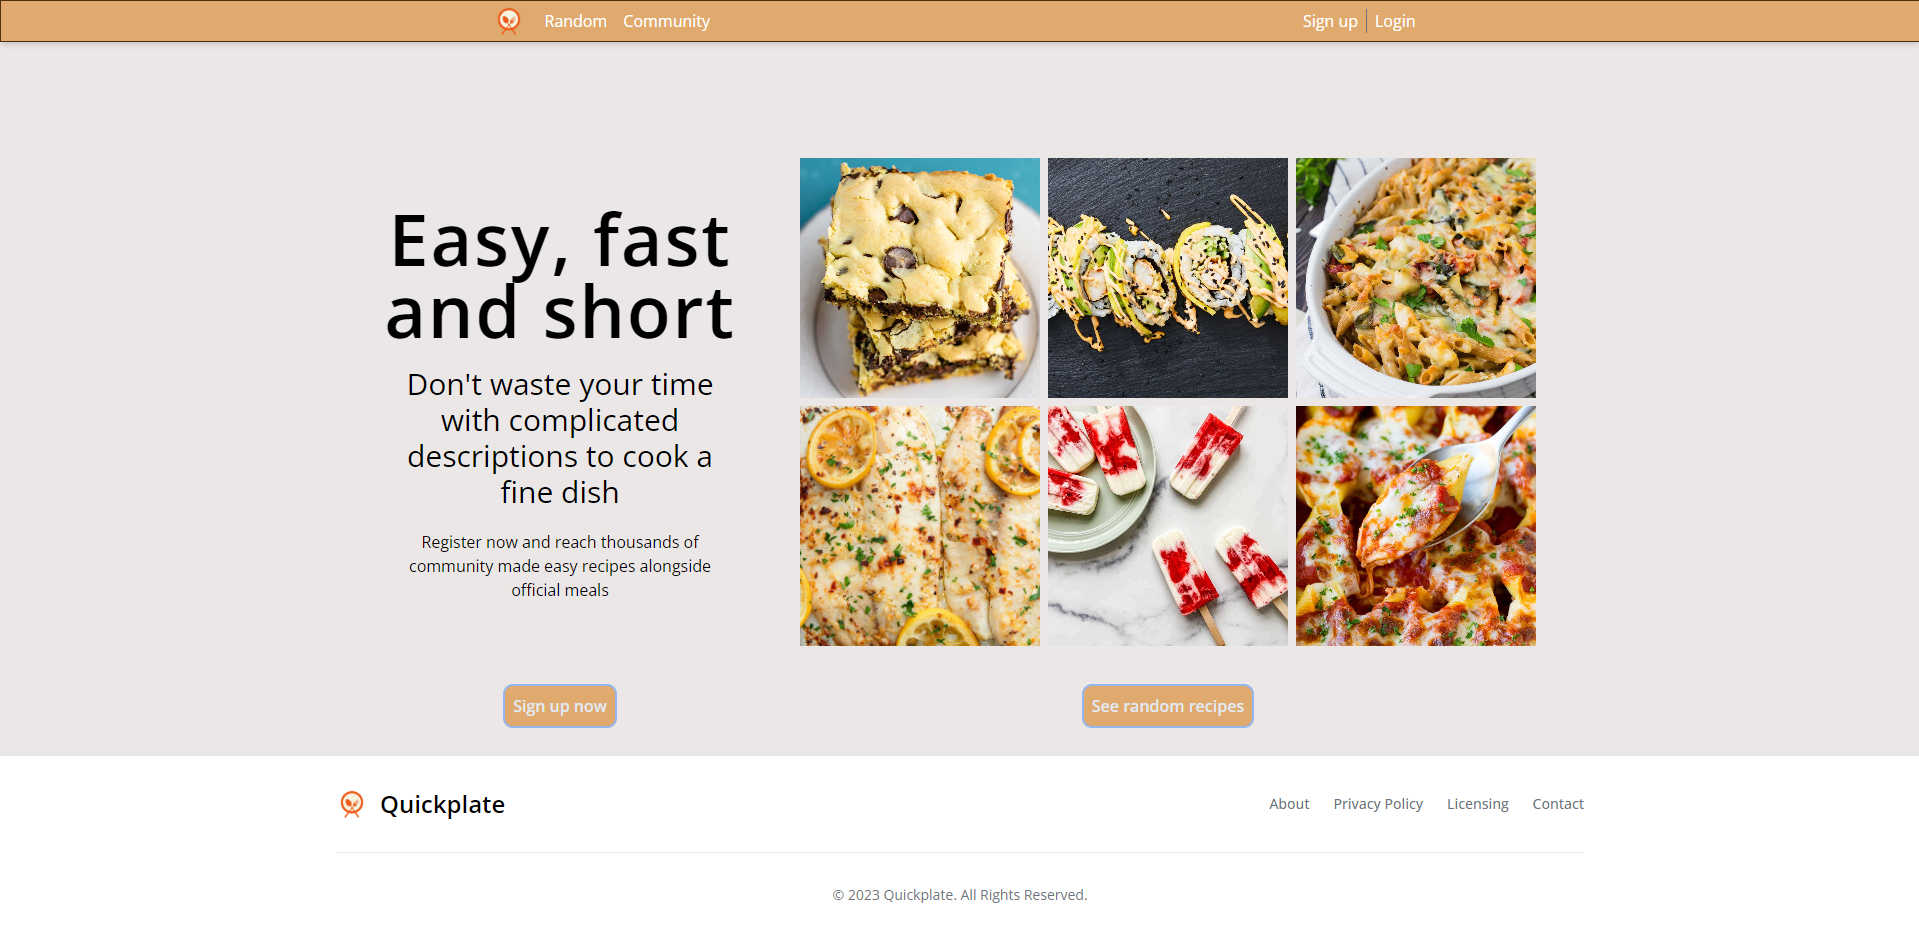 Random Community Sign up Login
Easy, fast
and short
Don't waste your time
with complicated
descriptions to cook a
fine dish
Register now and reach thousands of
community made easy recipes alongside
official meals
Sign up now
See random recipes
Quickplate
About Privacy Policy Licensing Contact
© 2023 Quickplate. All Rights Reserved.